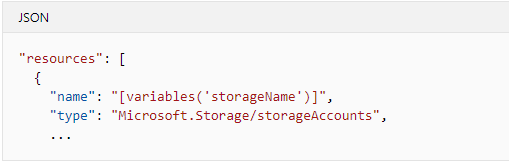 JSON
"resources": [
{
"name": "[variables('storageName')]",
"type": "Microsoft.Storage/storageAccounts",
...